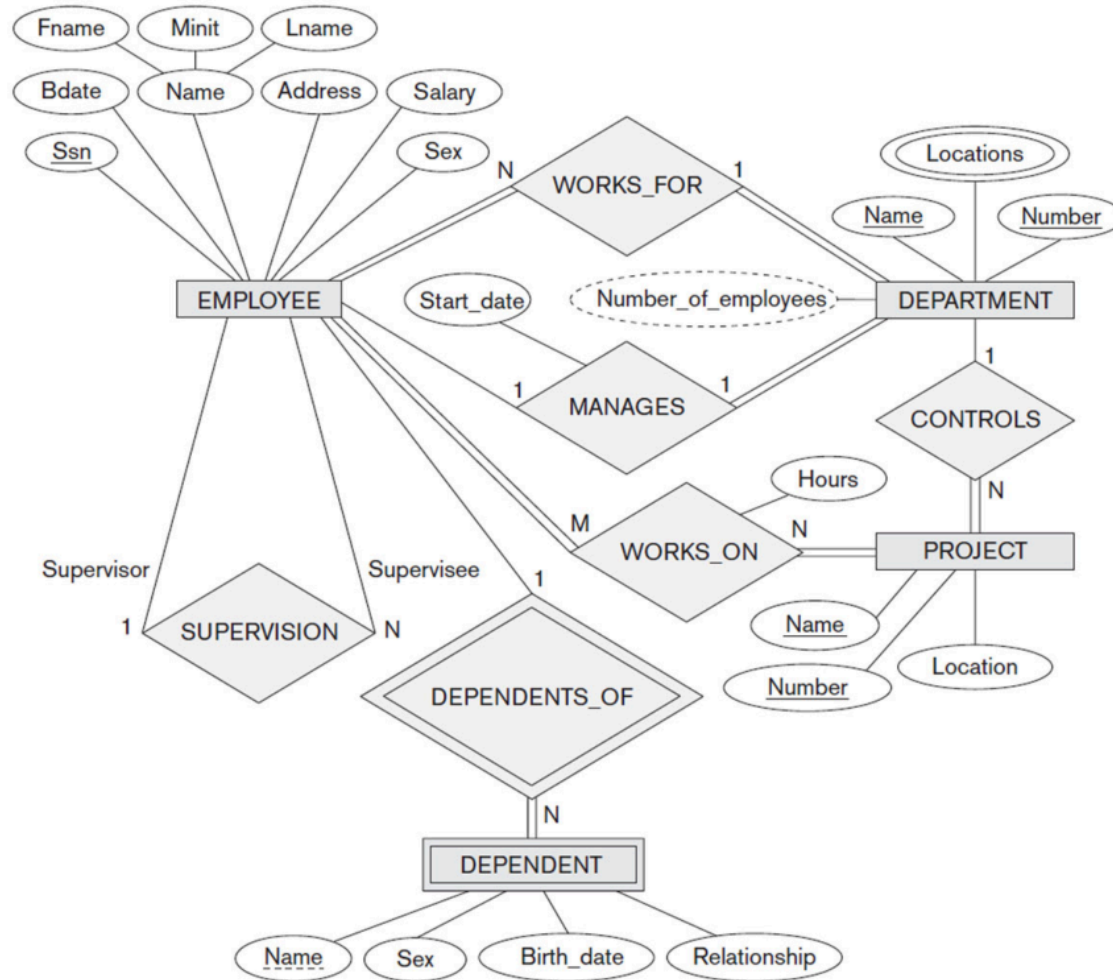 Fname
Minit
Lname
Bdate
Name
Address
Salary
Ssn
Sex
N
WORKS_FOR
1
Locations
Name
Number
EMPLOYEE
Start_date
Number_of_employees
DEPARTMENT
1
MANAGES
1
1
CONTROLS
N
Hours
M
WORKS_ON
N
PROJECT
Supervisor
Supervisee
1
SUPERVISION
N
1
Name
Number
Location
DEPENDENTS_OF
N
DEPENDENT
Name
Sex
Birth_date
Relationship